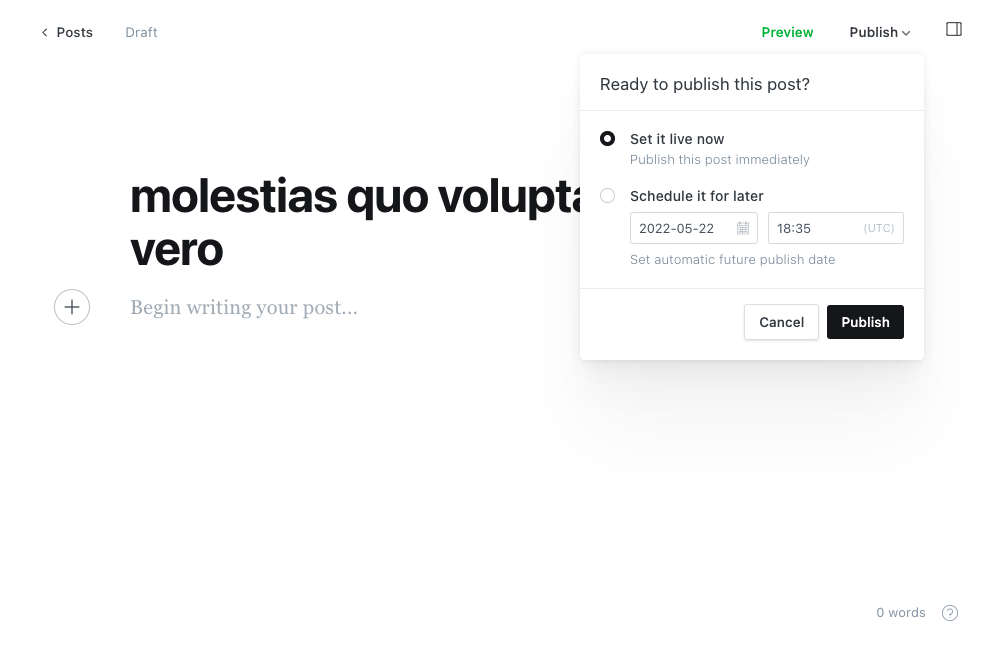 Posts
Draft
Preview
Publish
Ready to publish this post?
Set it live now
Publish this post immediately
Schedule it for later
2022-05-22
18:35
(UTC)
Set automatic future publish date
Cancel
Publish
molestias quo
vero
Begin writing your post...
0 words
?